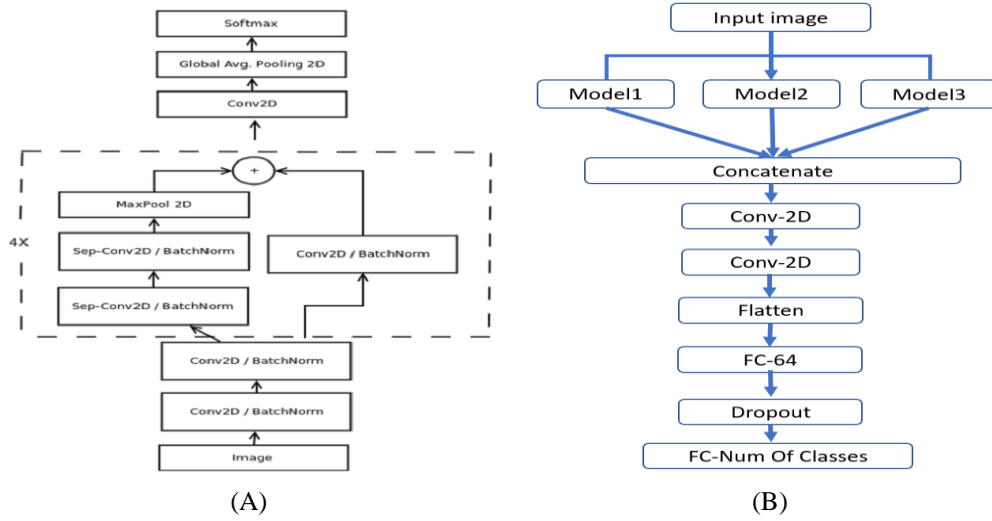 Softmax
Global Avg. Pooling 2D
Conv2D
+
MaxPool 2D
4X
Sep-Conv2D / BatchNorm
Conv2D / BatchNorm
Sep-Conv2D / BatchNorm
Conv2D / BatchNorm
Conv2D / BatchNorm
Image
(A)
Input image
Model1 Model2 Model3
Concatenate
Conv-2D
Conv-2D
Flatten
FC-64
Dropout
FC-Num Of Classes
(B)